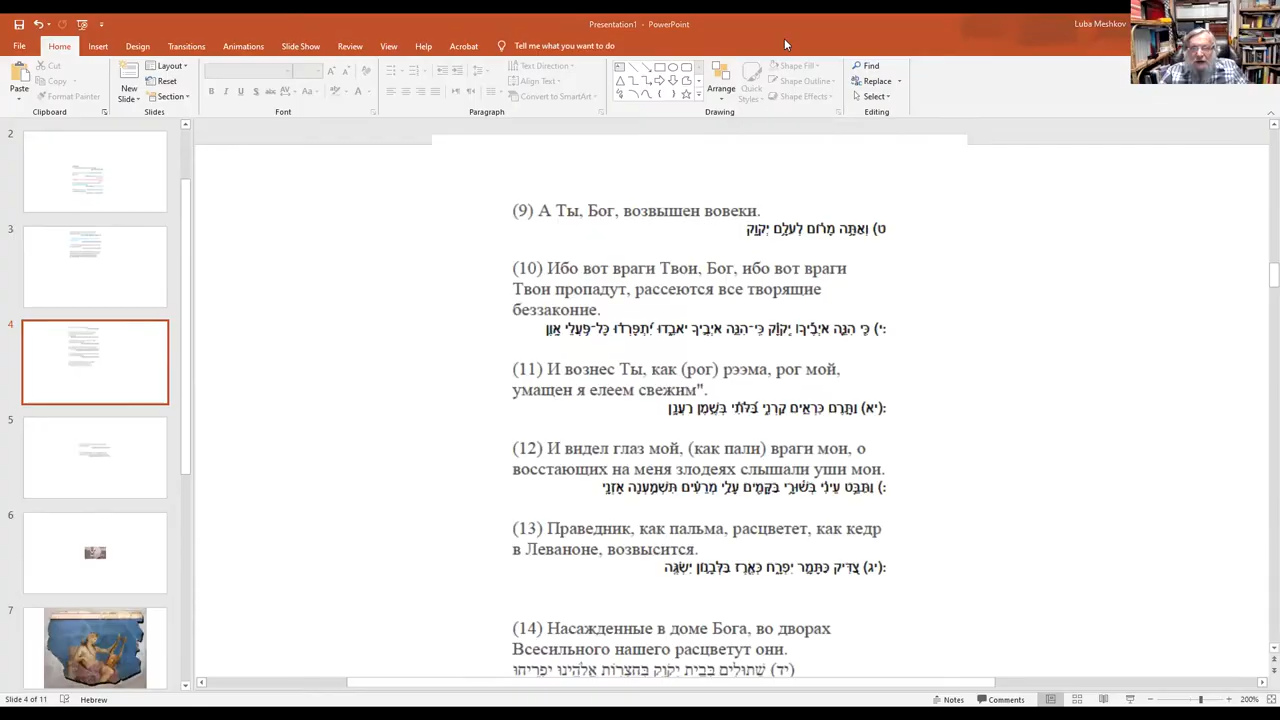 Presentation1 - PowerPoint
Luba Meshkov
File Home Insert Design Transitions Animations Slide Show Review View Help Acrobat Tell me what you want to do
Paste
Cut
Copy
Format Painter
Clipboard
New Slide
Layout
Reset
Section
Slides
B I U S
Font
Text Direction
Align Text
Convert to SmartArt
Paragraph
Arrange
Quick Styles
Shape Fill
Shape Outline
Shape Effects
Drawing
Find
Replace
Select
Editing
2
3
4
5
6
7
(9) А Ты, Бог, возвышен вовеки.
ט) וְאַתָּה מָרוֹם לְעֹלָם יְקֹוָק
(10) Ибо вот враги Твои, Бог, ибо вот враги
Твои пропадут, рассеются все творящие
беззаконие.
י) כִּי הִנֵּה אֹיְבֶיךָ יְקֹוָק כִּי־הִנֵּה אֹיְבֶיךָ יֹאבֵדוּ יִתְפָּרְדוּ כָּל־פֹּעֲלֵי אָוֶן:
(11) И вознес Ты, как (рог) рээма, рог мой,
умащен я елеем свежим".
(יא) וַתָּרֶם כִּרְאֵים קַרְנִי בַּלֹּתִי בְּשֶׁמֶן רַעֲנָן:
(12) И видел глаз мой, (как пали) враги мои, о
восстающих на меня злодеях слышали уши мои.
) וַתַּבֵּט עֵינִי בְּשׁוּרָי בַּקָּמִים עָלַי מְרֵעִים תִּשְׁמַעְנָה אָזְנָי:
(13) Праведник, как пальма, расцветет, как кедр
в Леваноне, возвысится.
(יג) צַדִּיק כַּתָּמָר יִפְרָח כְּאֶרֶז בַּלְּבָנוֹן יִשְׂגֶּה:
(14) Насажденные в доме Бога, во дворах
Всесильного нашего расцветут они.
(יד) שְׁתוּלִים בְּבֵית יְקֹוָק בְּחַצְרוֹת אֱלֹהֵינוּ יַפְרִיחוּ
Slide 4 of 11 Hebrew
Notes Comments 200%